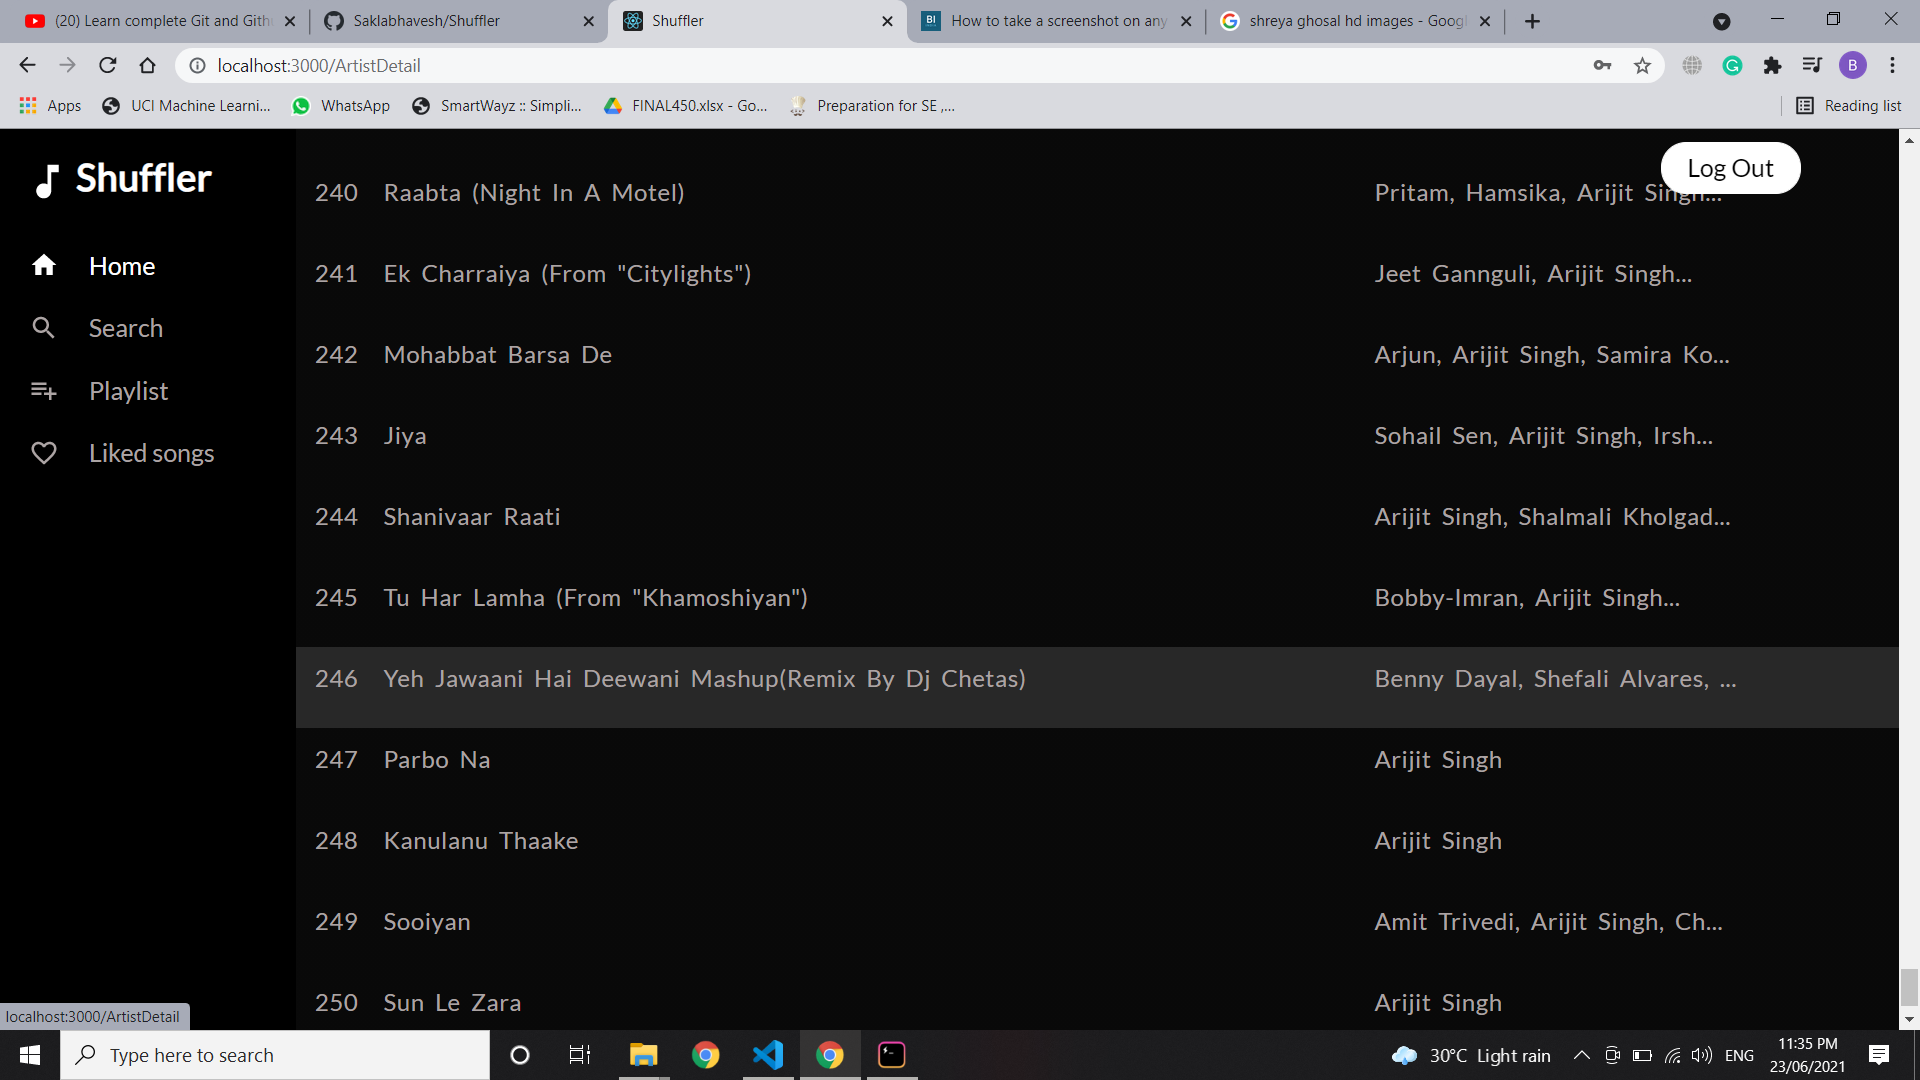 (20) Learn complete Git and Gith
Saklabhavesh/Shuffler
Shuffler
How to take a screenshot on any
shreya ghosal hd images - Googl
localhost:3000/ArtistDetail
B
Apps
UCI Machine Learni...
WhatsApp
SmartWayz :: Simpli...
FINAL450.xlsx - Go...
Preparation for SE ,...
Reading list
Shuffler
Log Out
Home
Search
Playlist
Liked songs
240 Raabta (Night In A Motel) Pritam, Hamsika, Arijit Singh...
241 Ek Charraiya (From "Citylights") Jeet Gannguli, Arijit Singh...
242 Mohabbat Barsa De Arjun, Arijit Singh, Samira Ko...
243 Jiya Sohail Sen, Arijit Singh, Irsh...
244 Shanivaar Raati Arijit Singh, Shalmali Kholgad...
245 Tu Har Lamha (From "Khamoshiyan") Bobby-Imran, Arijit Singh...
246 Yeh Jawaani Hai Deewani Mashup(Remix By Dj Chetas) Benny Dayal, Shefali Alvares, ...
247 Parbo Na Arijit Singh
248 Kanulanu Thaake Arijit Singh
249 Sooiyan Amit Trivedi, Arijit Singh, Ch...
250 Sun Le Zara Arijit Singh
localhost:3000/ArtistDetail
Type here to search
30°C Light rain
ENG
11:35 PM
23/06/2021